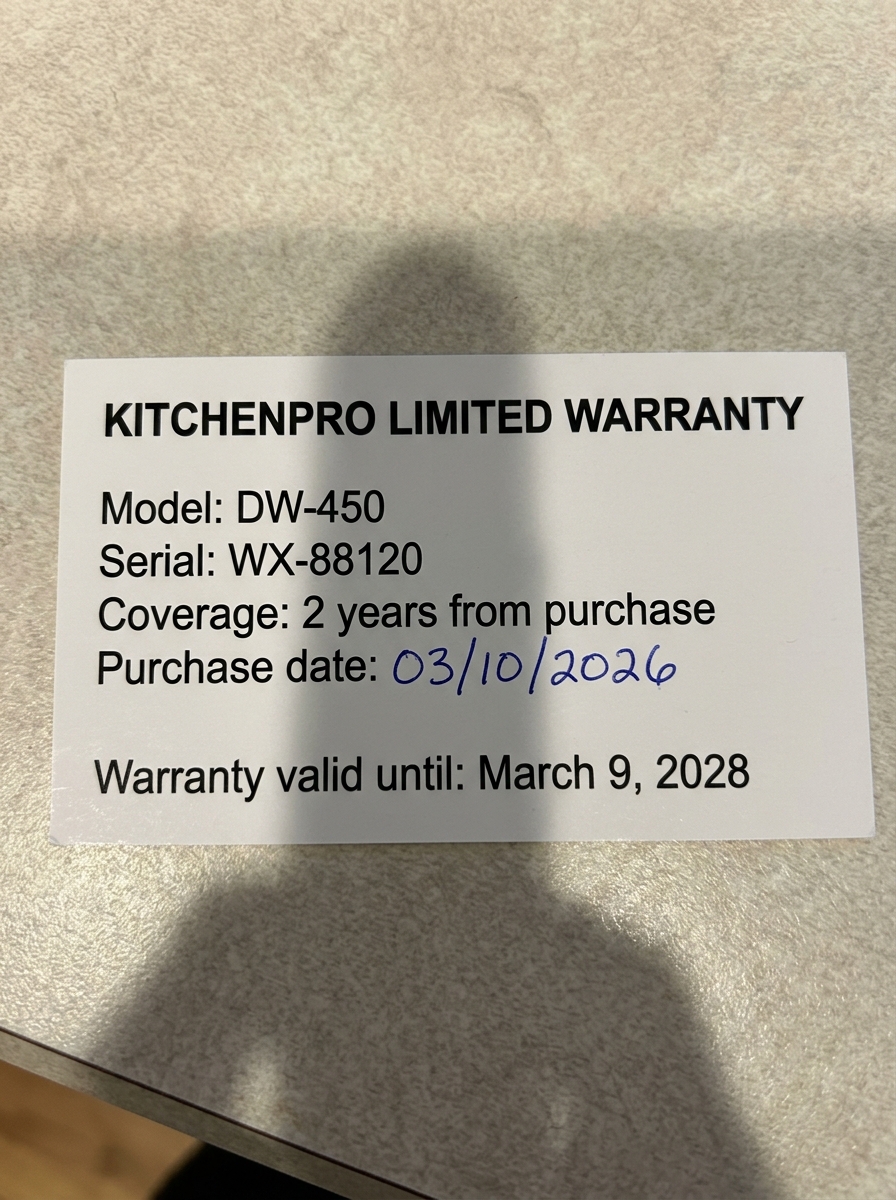 KITCHENPRO LIMITED WARRANTY
Model: DW-450
Serial: WX-88120
Coverage: 2 years from purchase
Purchase date: 03/10/2026
Warranty valid until: March 9, 2028